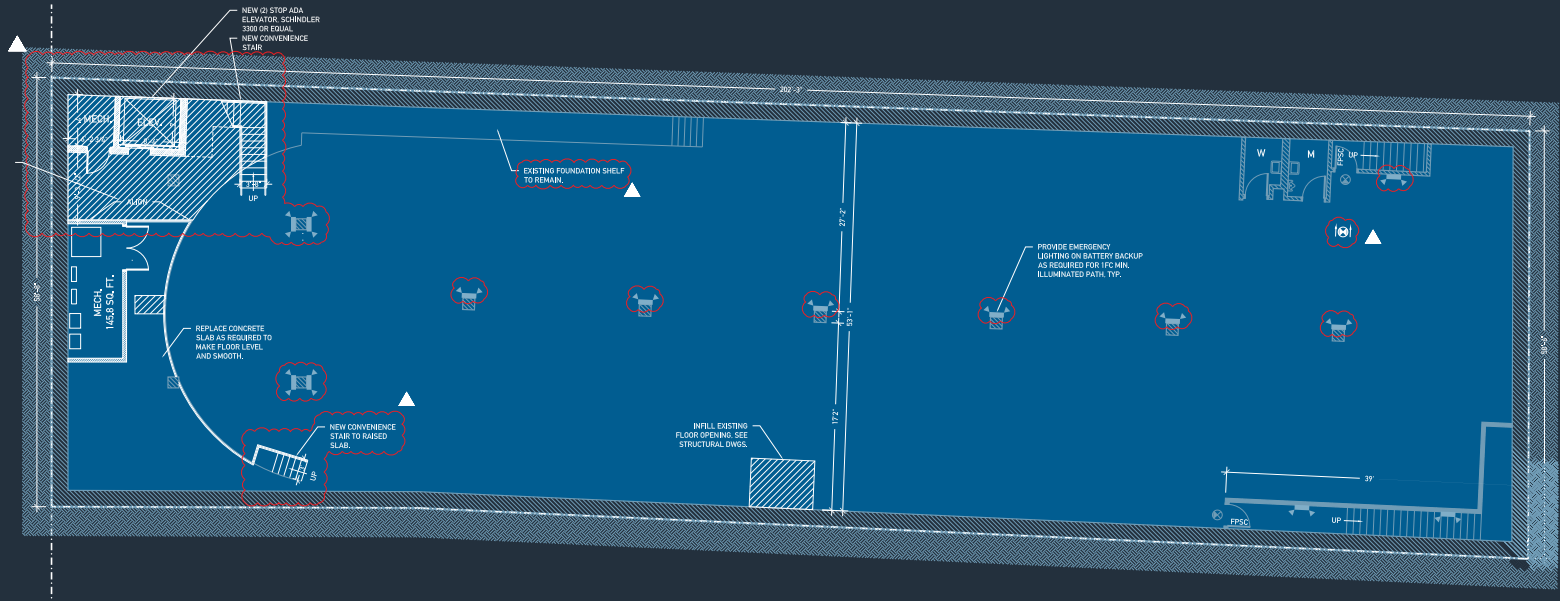 NEW (2) STOP ADA
ELEVATOR. SCHINDLER
3300 OR EQUAL
NEW CONVENIENCE
STAIR
202'-3"
MECH.
ELEV.
W
M
FPSC
UP
EXISTING FOUNDATION SHELF
TO REMAIN.
3'-8"
UP
ALIGN
27'-2"
PROVIDE EMERGENCY
LIGHTING ON BATTERY BACKUP
AS REQUIRED FOR 1FC MIN.
ILLUMINATED PATH. TYP.
MECH.
145.8 SQ. FT.
53'-1"
REPLACE CONCRETE
SLAB AS REQUIRED TO
MAKE FLOOR LEVEL
AND SMOOTH.
17'2"
NEW CONVENIENCE
STAIR TO RAISED
SLAB.
UP
INFILL EXISTING
FLOOR OPENING. SEE
STRUCTURAL DWGS.
39'
FPSC
UP